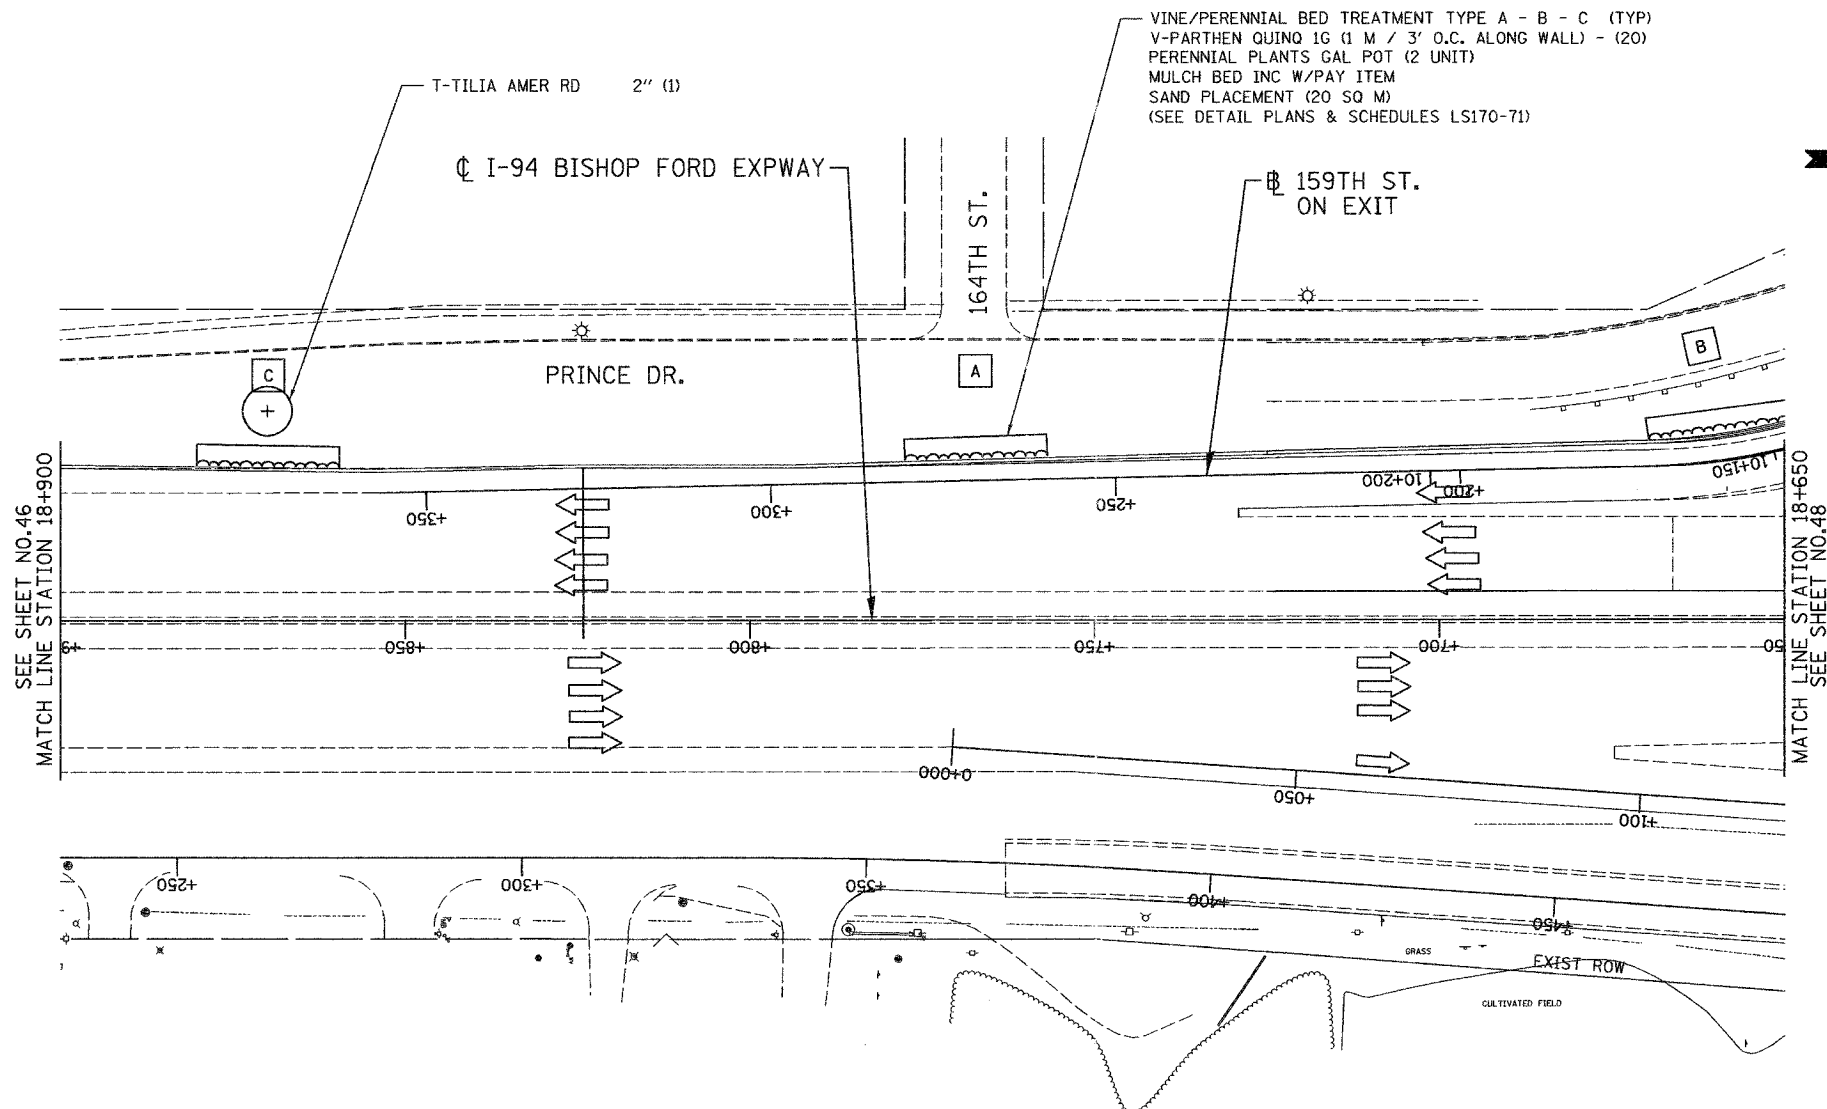 VINE/PERENNIAL BED TREATMENT TYPE A - B - C (TYP)
V-PARTHEN QUINQ 1G (1 M / 3' O.C. ALONG WALL) - (20)
PERENNIAL PLANTS GAL POT (2 UNIT)
MULCH BED INC W/PAY ITEM
SAND PLACEMENT (20 SQ M)
(SEE DETAIL PLANS & SCHEDULES LS170-71)
T-TILIA AMER RD 2" (1)
℄ I-94 BISHOP FORD EXPWAY
BL 159TH ST.
ON EXIT
164TH ST.
PRINCE DR.
C
A
B
SEE SHEET NO.46
MATCH LINE STATION 18+900
MATCH LINE STATION 18+650
SEE SHEET NO.48
+350
+300
+250
10+200
+200
10+150
+9
+850
+800
+750
+700
50
0+000
+050
+100
+250
+300
+350
+400
+450
GRASS
EXIST ROW
CULTIVATED FIELD